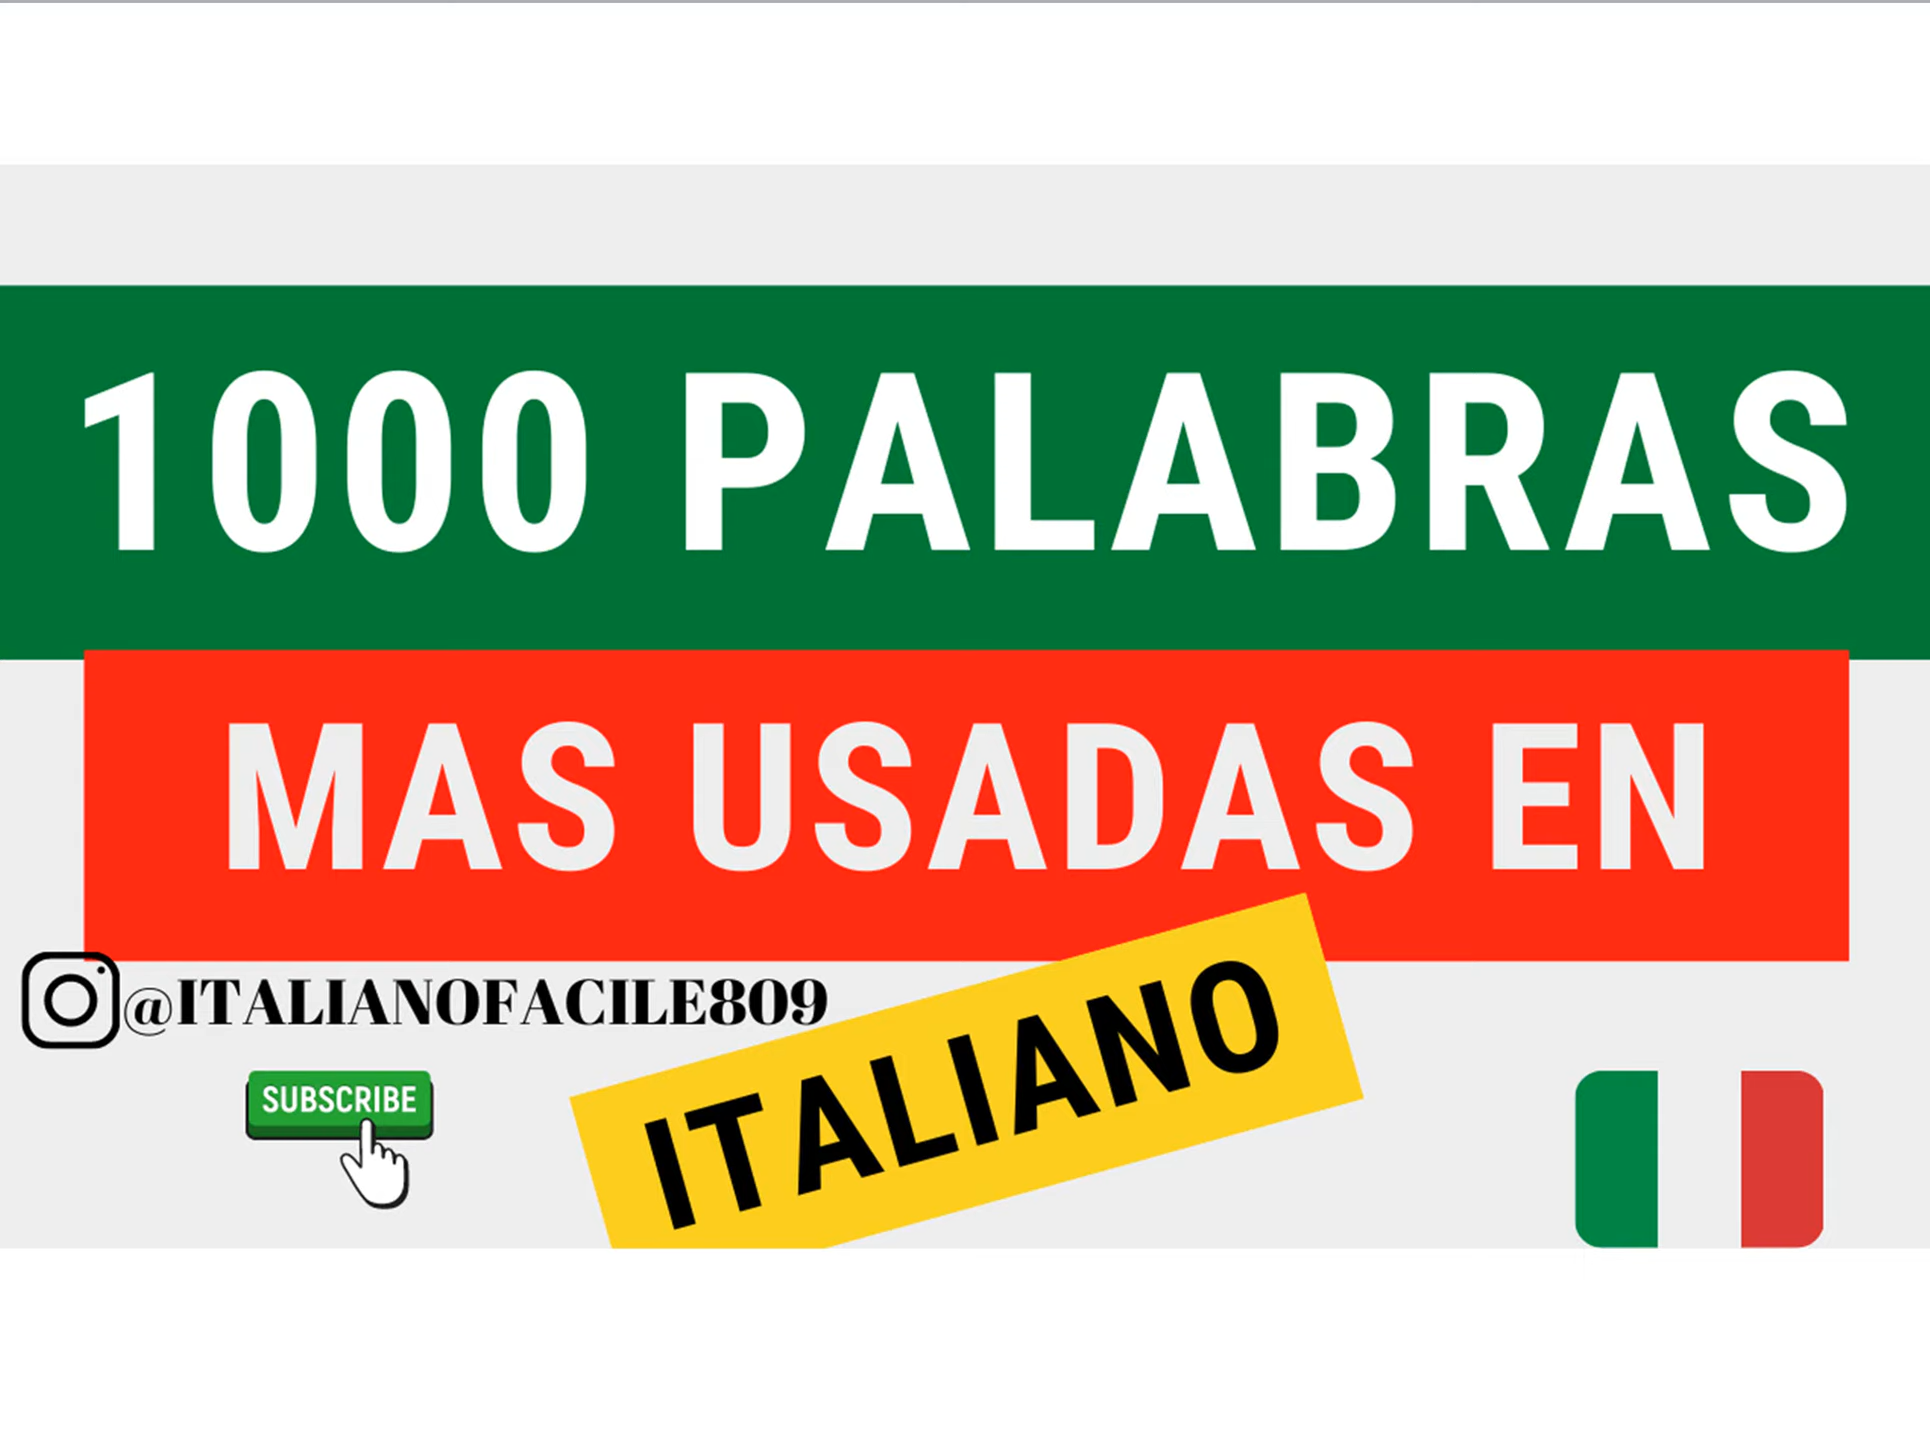 1000 PALABRAS
MAS USADAS EN
@ITALIANOFACILE809
ITALIANO
SUBSCRIBE